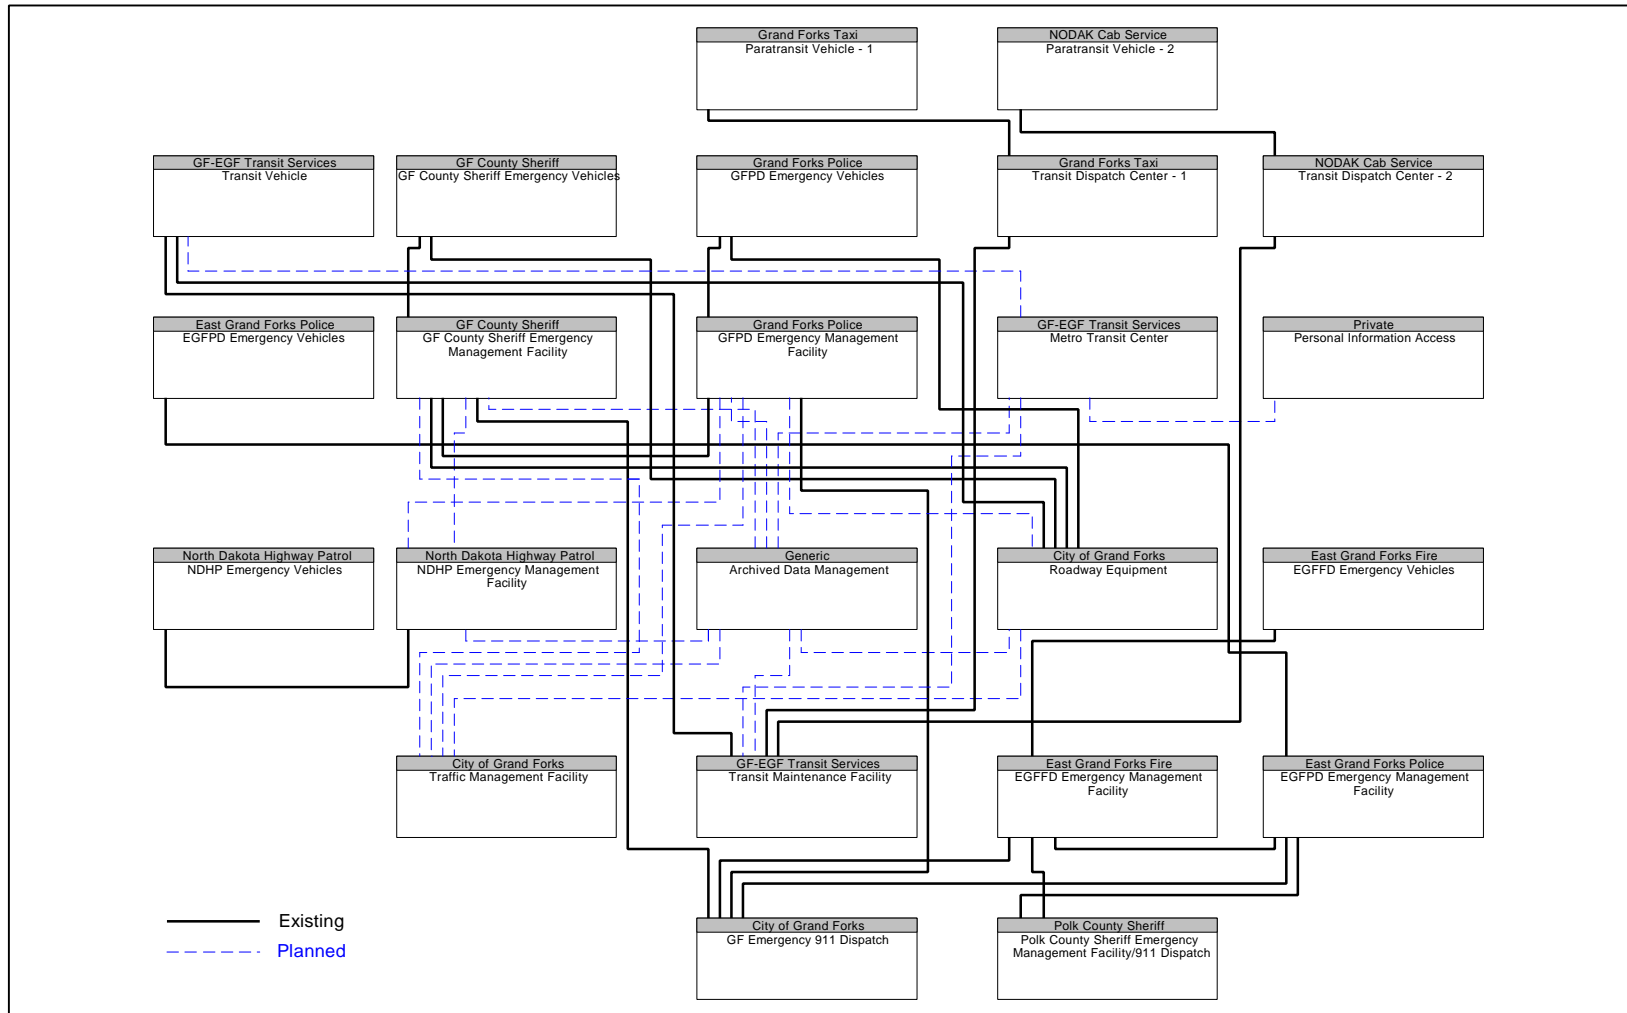 Grand Forks Taxi
Paratransit Vehicle - 1
NODAK Cab Service
Paratransit Vehicle - 2
GF-EGF Transit Services
Transit Vehicle
GF County Sheriff
GF County Sheriff Emergency Vehicles
Grand Forks Police
GFPD Emergency Vehicles
Grand Forks Taxi
Transit Dispatch Center - 1
NODAK Cab Service
Transit Dispatch Center - 2
East Grand Forks Police
EGFPD Emergency Vehicles
GF County Sheriff
GF County Sheriff Emergency
Management Facility
Grand Forks Police
GFPD Emergency Management
Facility
GF-EGF Transit Services
Metro Transit Center
Private
Personal Information Access
North Dakota Highway Patrol
NDHP Emergency Vehicles
North Dakota Highway Patrol
NDHP Emergency Management
Facility
Generic
Archived Data Management
City of Grand Forks
Roadway Equipment
East Grand Forks Fire
EGFFD Emergency Vehicles
City of Grand Forks
Traffic Management Facility
GF-EGF Transit Services
Transit Maintenance Facility
East Grand Forks Fire
EGFFD Emergency Management
Facility
East Grand Forks Police
EGFPD Emergency Management
Facility
City of Grand Forks
GF Emergency 911 Dispatch
Polk County Sheriff
Polk County Sheriff Emergency
Management Facility/911 Dispatch
Existing
Planned